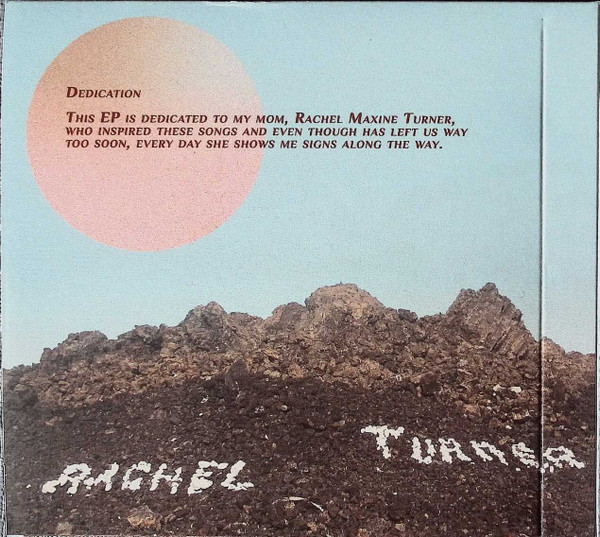 Dedication
This EP is dedicated to my mom, Rachel Maxine Turner,
who inspired these songs and even though has left us way
too soon, every day she shows me signs along the way.
Turner
Rachel